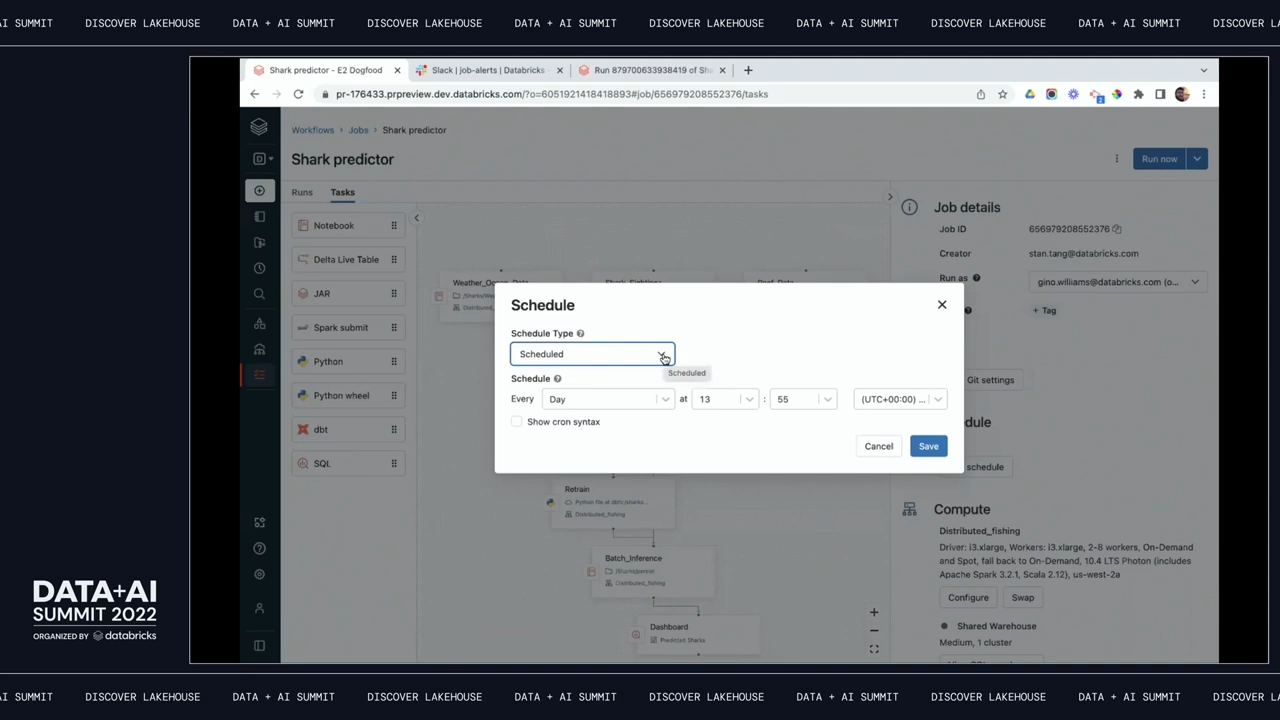 AI SUMMIT DISCOVER LAKEHOUSE DATA + AI SUMMIT DISCOVER LAKEHOUSE DATA + AI SUMMIT DISCOVER LAKEHOUSE DATA + AI SUMMIT DISCOVER LAKEHOUSE DATA + AI SUMMIT DISCOVER
Shark predictor - E2 Dogfood
Slack | job-alerts | Databricks
Run 879700633938419 of Sha
pr-176433.prpreview.dev.databricks.com/?o=6051921418418893#job/656979208552376/tasks
Workflows > Jobs > Shark predictor
Shark predictor
Run now
D
Runs Tasks
Notebook
Delta Live Table
JAR
Spark submit
Python
Python wheel
dbt
SQL
Job details
Job ID 656979208552376
Creator stan.tang@databricks.com
Run as gino.williams@databricks.com (o...
+ Tag
Git settings
schedule
Compute
Distributed_fishing
Driver: i3.xlarge, Workers: i3.xlarge, 2-8 workers, On-Demand
and Spot, fall back to On-Demand, 10.4 LTS Photon (includes
Apache Spark 3.2.1, Scala 2.12), us-west-2a
Configure Swap
Shared Warehouse
Medium, 1 cluster
Schedule
Schedule Type
Scheduled
Scheduled
Schedule
Every Day at 13 : 55 (UTC+00:00) ...
Show cron syntax
Cancel Save
Retrain
Distributed_fishing
Batch_Inference
Distributed_fishing
Dashboard
Predicted Sharks
DATA+AI
SUMMIT 2022
ORGANIZED BY databricks
AI SUMMIT DISCOVER LAKEHOUSE DATA + AI SUMMIT DISCOVER LAKEHOUSE DATA + AI SUMMIT DISCOVER LAKEHOUSE DATA + AI SUMMIT DISCOVER LAKEHOUSE DATA + AI SUMMIT DISCOVER